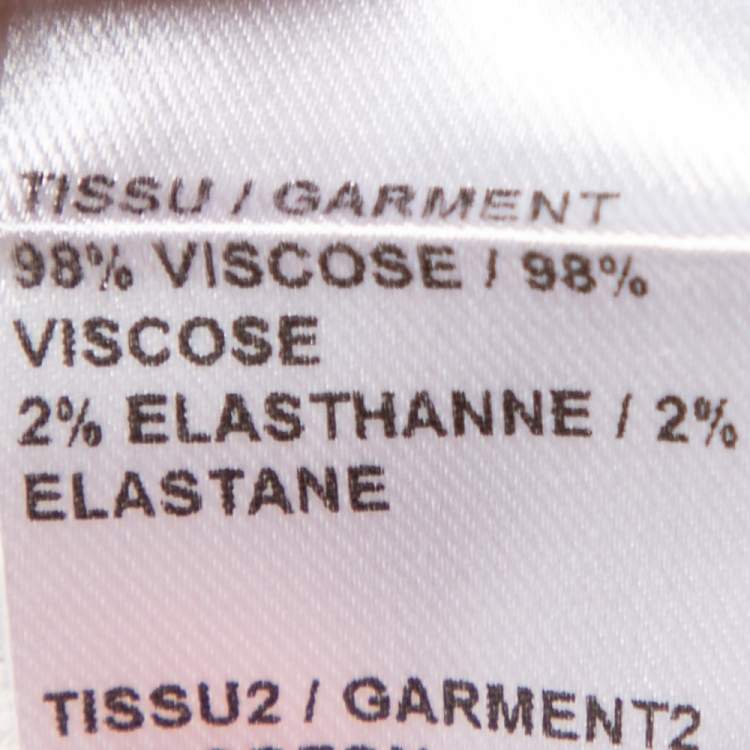 TISSU / GARMENT
98% VISCOSE / 98%
VISCOSE
2% ELASTHANNE / 2%
ELASTANE
TISSU2 / GARMENT2